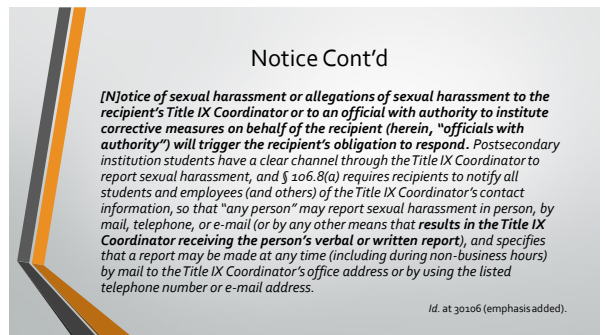 Notice Cont'd
[N]otice of sexual harassment or allegations of sexual harassment to the
recipient's Title IX Coordinator or to an official with authority to institute
corrective measures on behalf of the recipient (herein, "officials with
authority") will trigger the recipient's obligation to respond. Postsecondary
institution students have a clear channel through the Title IX Coordinator to
report sexual harassment, and § 106.8(a) requires recipients to notify all
students and employees (and others) of the Title IX Coordinator's contact
information, so that "any person" may report sexual harassment in person, by
mail, telephone, or e-mail (or by any other means that results in the Title IX
Coordinator receiving the person's verbal or written report), and specifies
that a report may be made at any time (including during non-business hours)
by mail to the Title IX Coordinator's office address or by using the listed
telephone number or e-mail address.
Id. at 30106 (emphasis added).